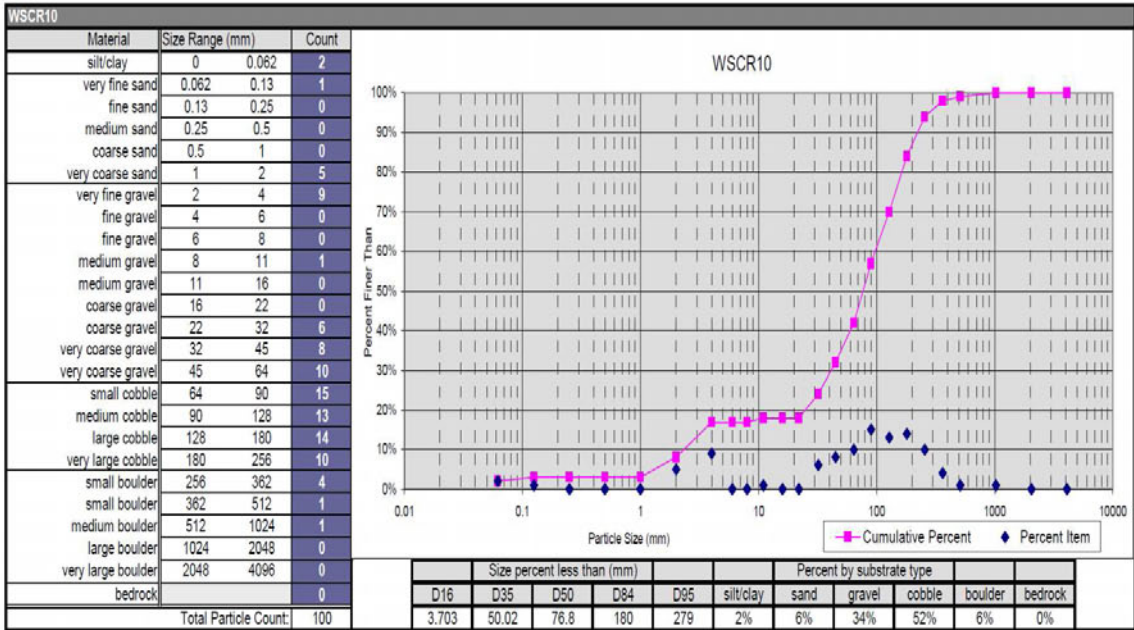 WSCR10
Material Size Range (mm) Count
silt/clay 0 0.062 2
very fine sand 0.062 0.13 1
fine sand 0.13 0.25 0
medium sand 0.25 0.5 0
coarse sand 0.5 1 0
very coarse sand 1 2 5
very fine gravel 2 4 9
fine gravel 4 6 0
fine gravel 6 8 0
medium gravel 8 11 1
medium gravel 11 16 0
coarse gravel 16 22 0
coarse gravel 22 32 6
very coarse gravel 32 45 8
very coarse gravel 45 64 10
small cobble 64 90 15
medium cobble 90 128 13
large cobble 128 180 14
very large cobble 180 256 10
small boulder 256 362 4
small boulder 362 512 1
medium boulder 512 1024 1
large boulder 1024 2048 0
very large boulder 2048 4096 0
bedrock 0
Total Particle Count: 100
WSCR10
Percent Finer Than
100%
90%
80%
70%
60%
50%
40%
30%
20%
10%
0%
0.01 0.1 1 10 100 1000 10000
Particle Size (mm)
Cumulative Percent Percent Item
Size percent less than (mm) Percent by substrate type
D16 D35 D50 D84 D95 silt/clay sand gravel cobble boulder bedrock
3.703 50.02 76.8 180 279 2% 6% 34% 52% 6% 0%